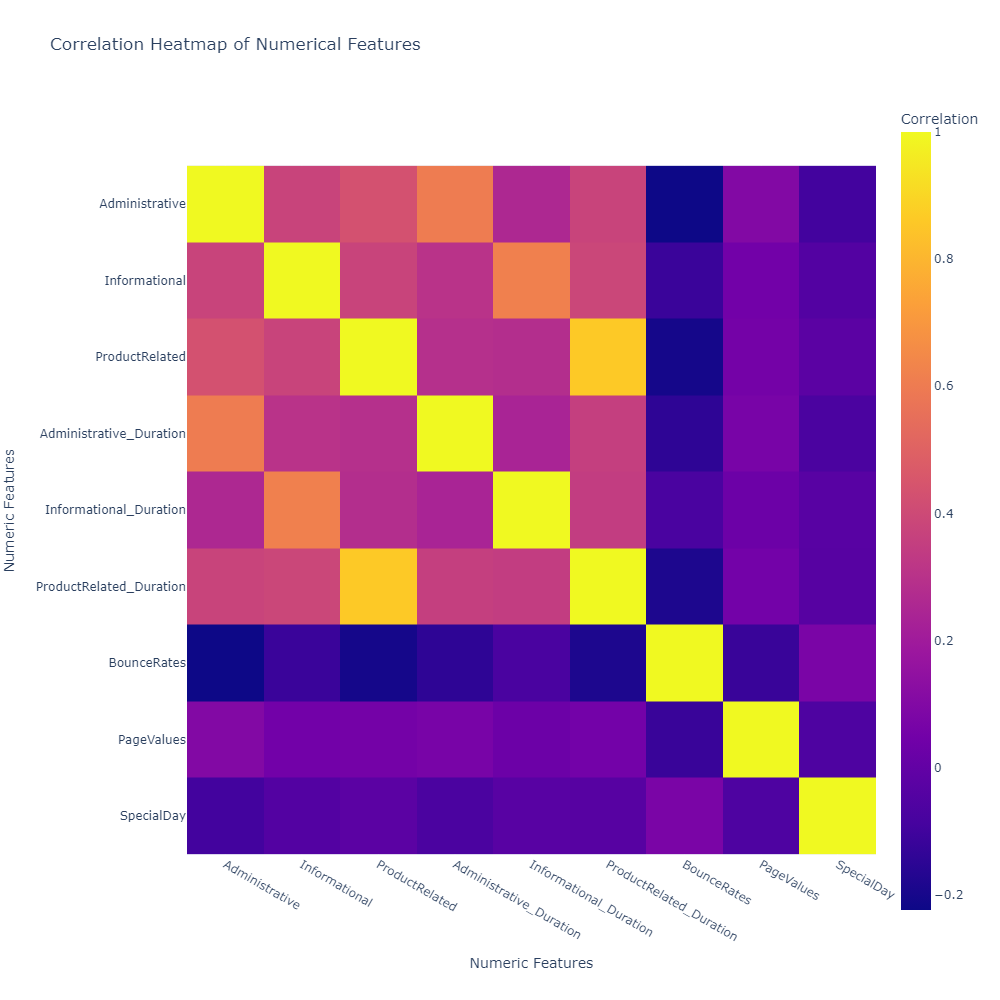 Correlation Heatmap of Numerical Features
Correlation
1
0.8
0.6
0.4
0.2
0
−0.2
Numeric Features
Administrative
Informational
ProductRelated
Administrative_Duration
Informational_Duration
ProductRelated_Duration
BounceRates
PageValues
SpecialDay
Administrative
Informational
ProductRelated
Administrative_Duration
Informational_Duration
ProductRelated_Duration
BounceRates
PageValues
SpecialDay
Numeric Features